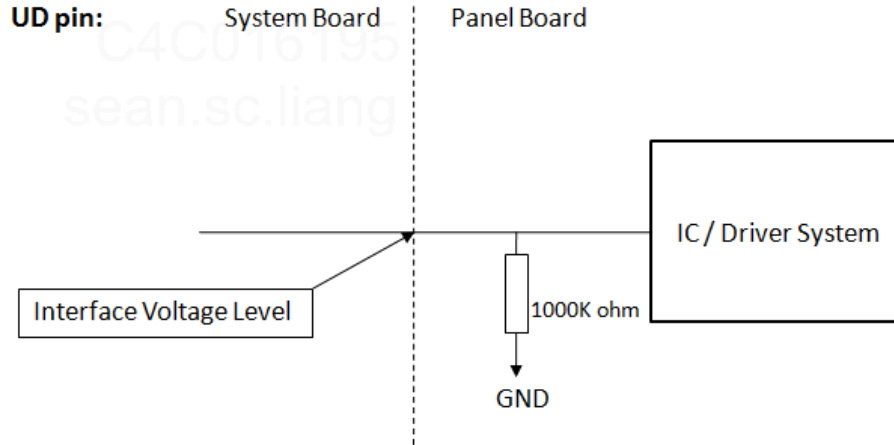 UD pin: System Board Panel Board
C4C016195
sean.sc.liang
IC / Driver System
Interface Voltage Level
1000K ohm
GND